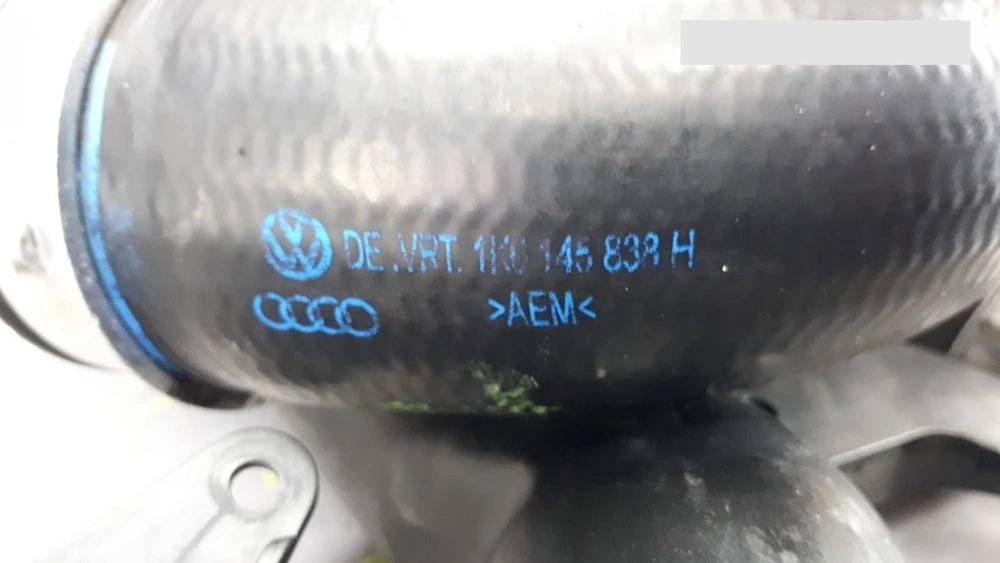 DE.VRT. 1K0 145 838 H
>AEM<